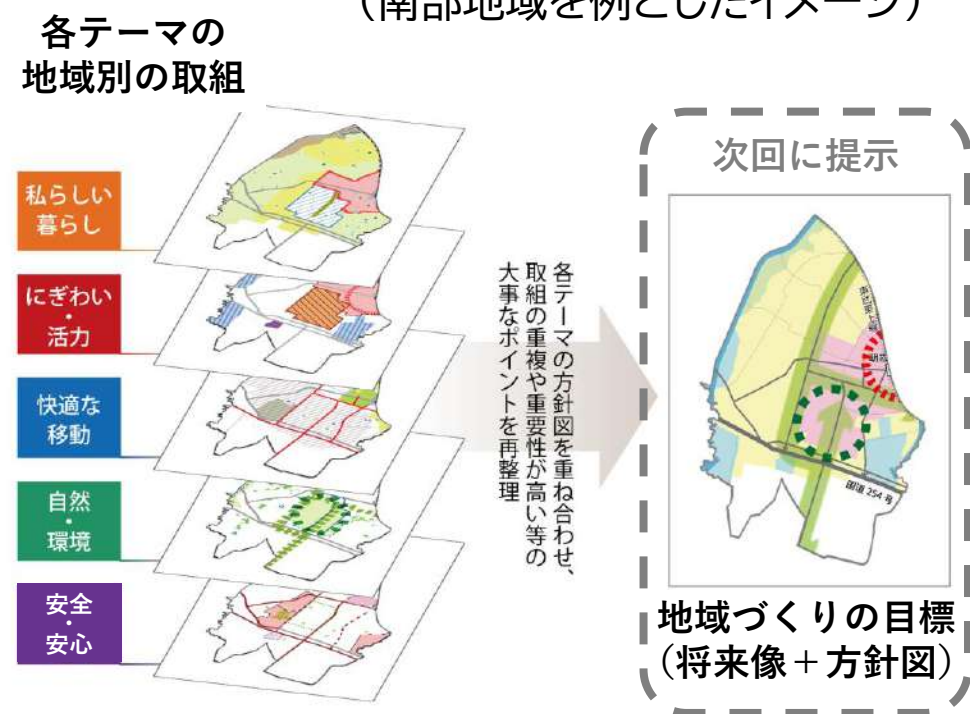 （南部地域を例としたイメージ）
各テーマの
地域別の取組
私らしい
暮らし
にぎわい
・
活力
快適な
移動
自然
・
環境
安全
・
安心
各テーマの方針図を重ね合わせ、
取組の重複や重要性が高い等の
大事なポイントを再整理
次回に提示
国道 254 号
地域づくりの目標
（将来像＋方針図）